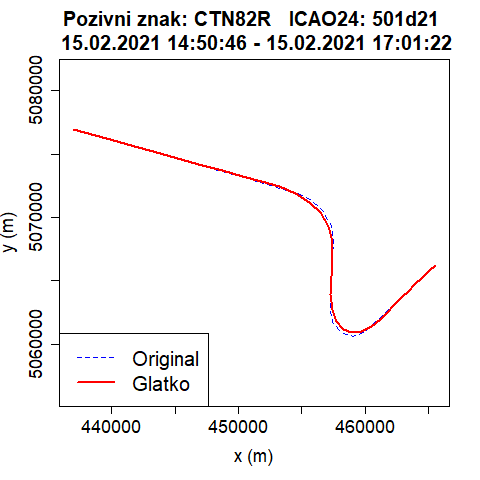 Pozivni znak: CTN82R   ICAO24: 501d21
15.02.2021 14:50:46 - 15.02.2021 17:01:22
5080000
5070000
5060000
y (m)
Original
Glatko
440000 450000 460000
x (m)